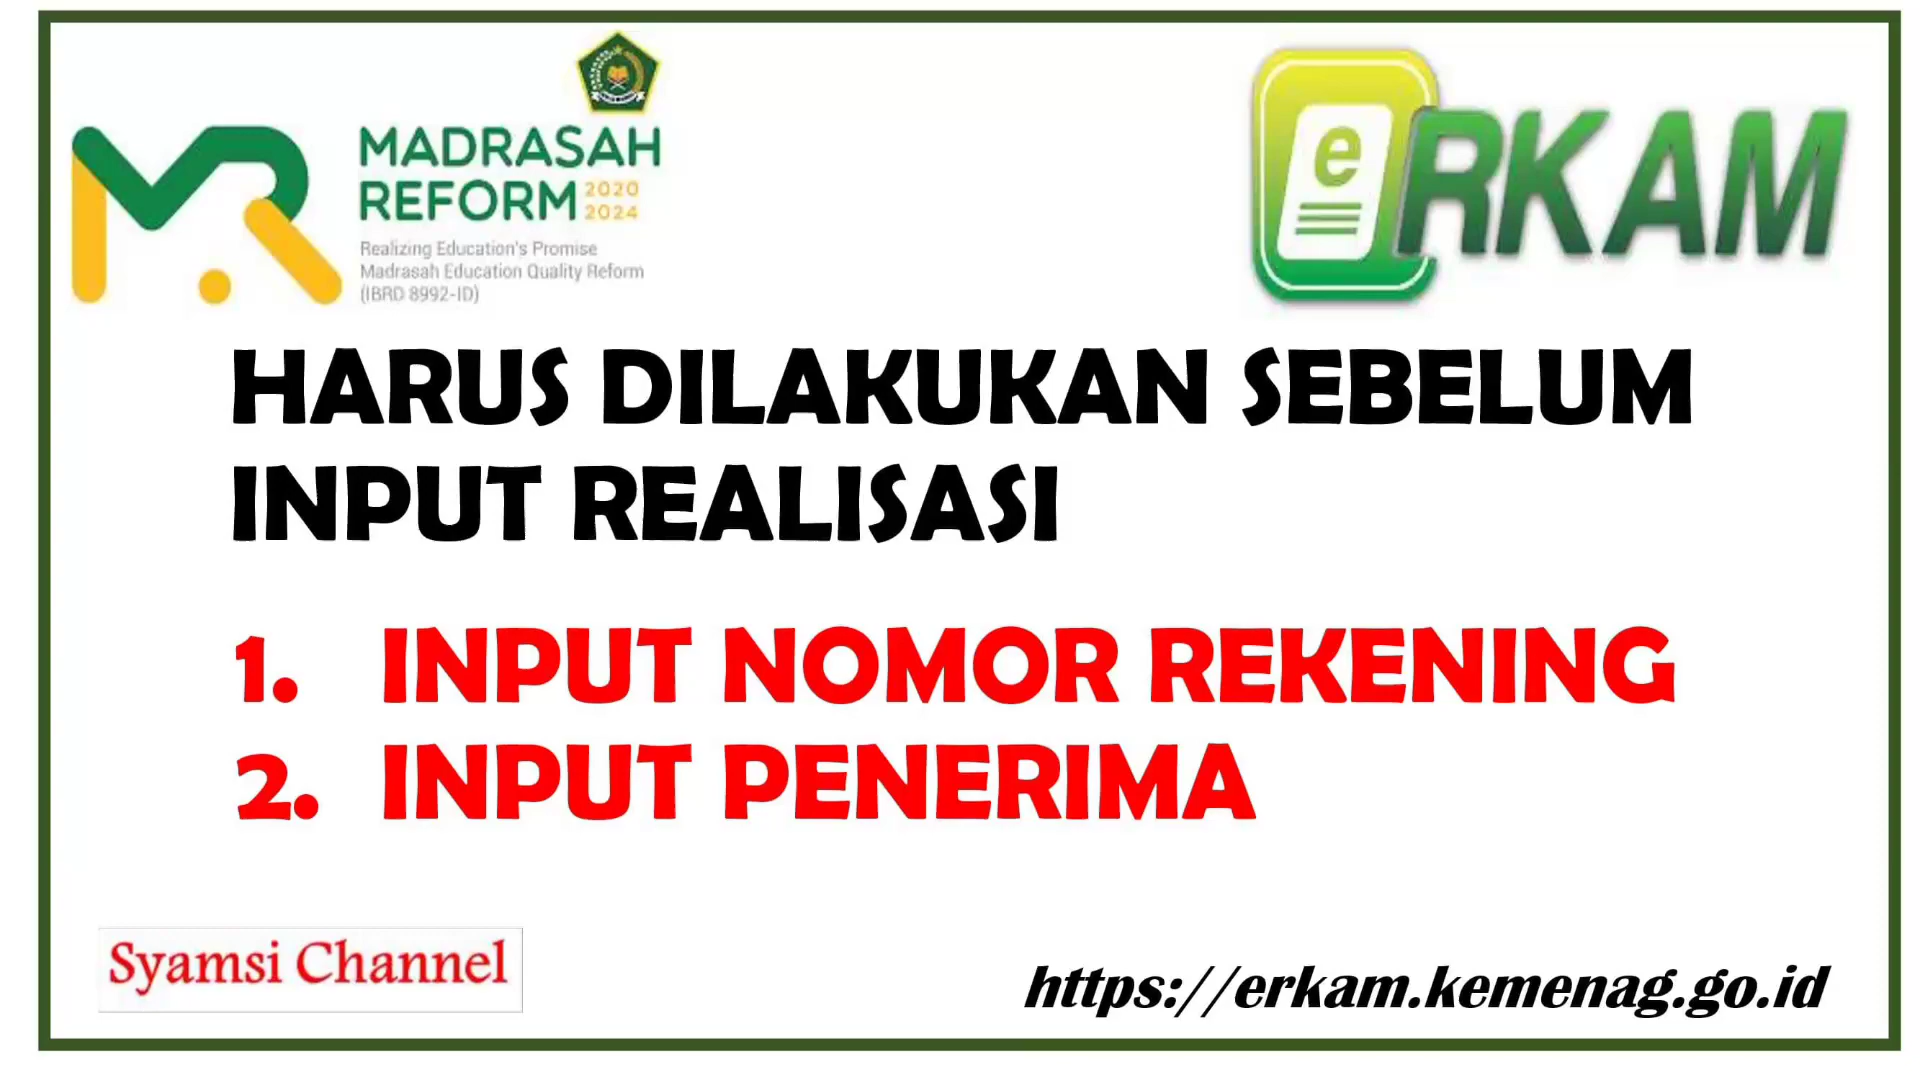 MADRASAH
REFORM 2020
2024
Realizing Education's Promise
Madrasah Education Quality Reform
(IBRD 8992-ID)
eRKAM
HARUS DILAKUKAN SEBELUM
INPUT REALISASI
1. INPUT NOMOR REKENING
2. INPUT PENERIMA
Syamsi Channel
https://erkam.kemenag.go.id